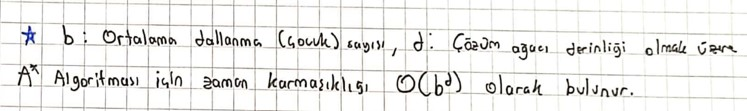 ☆ b: Ortalama dallanma (çocuk) sayısı, d: Çözüm ağacı derinliği olmak üzere
A* Algoritması için zaman karmaşıklığı O(b^d) olarak bulunur.